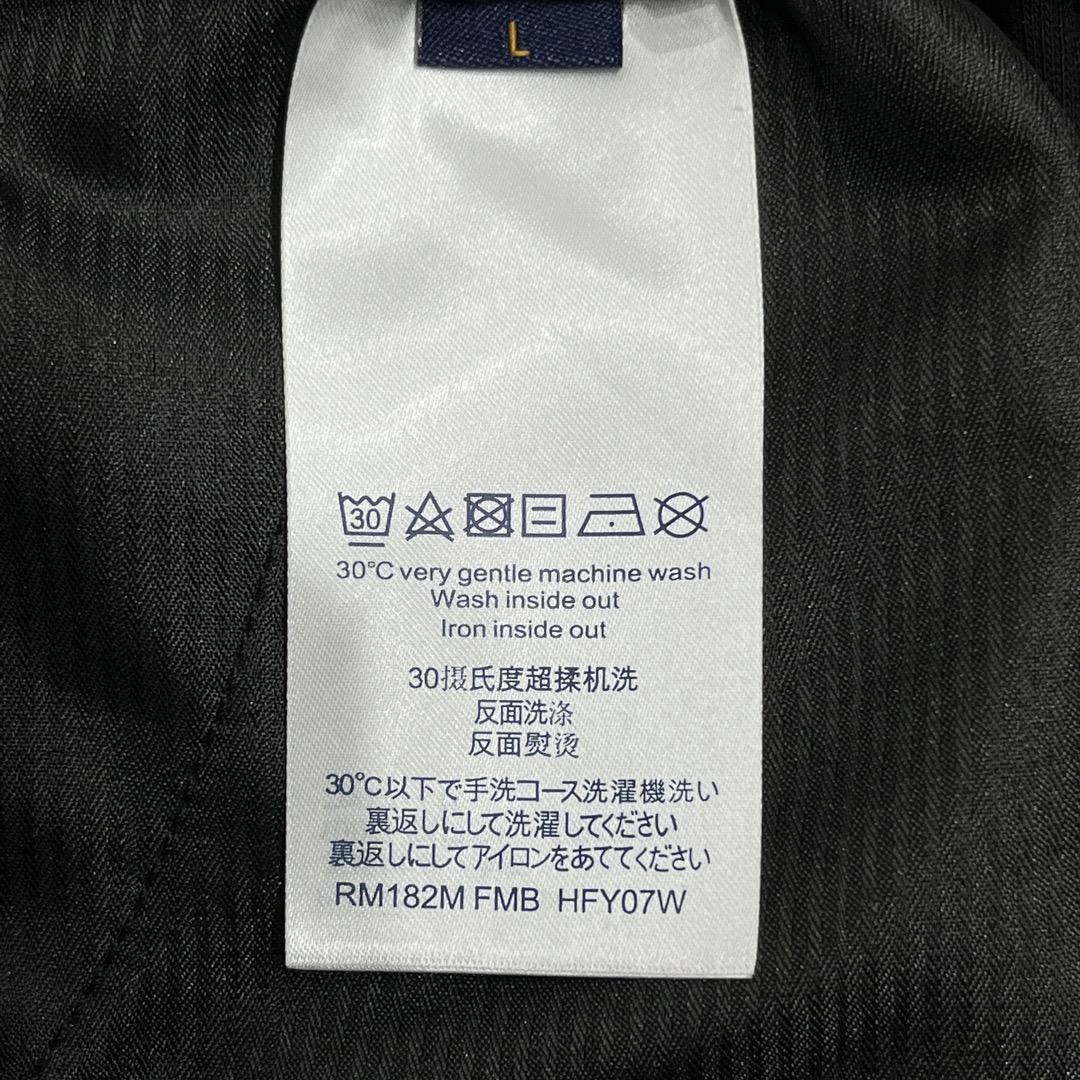 L
30
30°C very gentle machine wash
Wash inside out
Iron inside out
30摄氏度超揉机洗
反面洗涤
反面熨烫
30°C以下で手洗コース洗濯機洗い
裏返しにして洗濯してください
裏返しにしてアイロンをあててください
RM182M FMB HFY07W